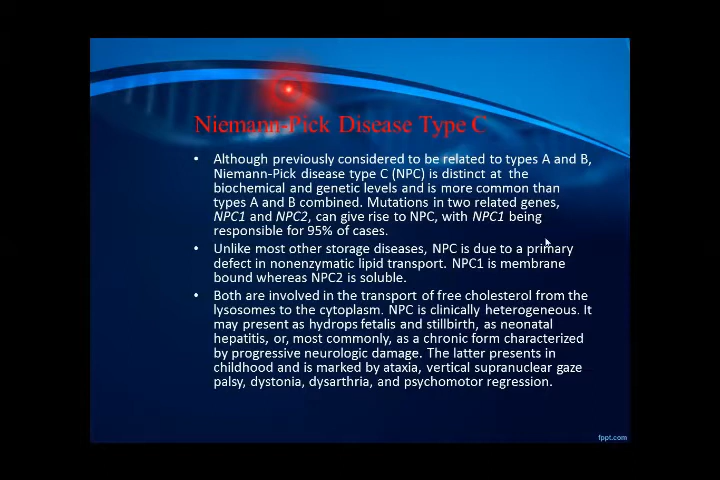 Niemann-Pick Disease Type C
• Although previously considered to be related to types A and B,
Niemann-Pick disease type C (NPC) is distinct at the
biochemical and genetic levels and is more common than
types A and B combined. Mutations in two related genes,
NPC1 and NPC2, can give rise to NPC, with NPC1 being
responsible for 95% of cases.
• Unlike most other storage diseases, NPC is due to a primary
defect in nonenzymatic lipid transport. NPC1 is membrane
bound whereas NPC2 is soluble.
• Both are involved in the transport of free cholesterol from the
lysosomes to the cytoplasm. NPC is clinically heterogeneous. It
may present as hydrops fetalis and stillbirth, as neonatal
hepatitis, or, most commonly, as a chronic form characterized
by progressive neurologic damage. The latter presents in
childhood and is marked by ataxia, vertical supranuclear gaze
palsy, dystonia, dysarthria, and psychomotor regression.
fppt.com